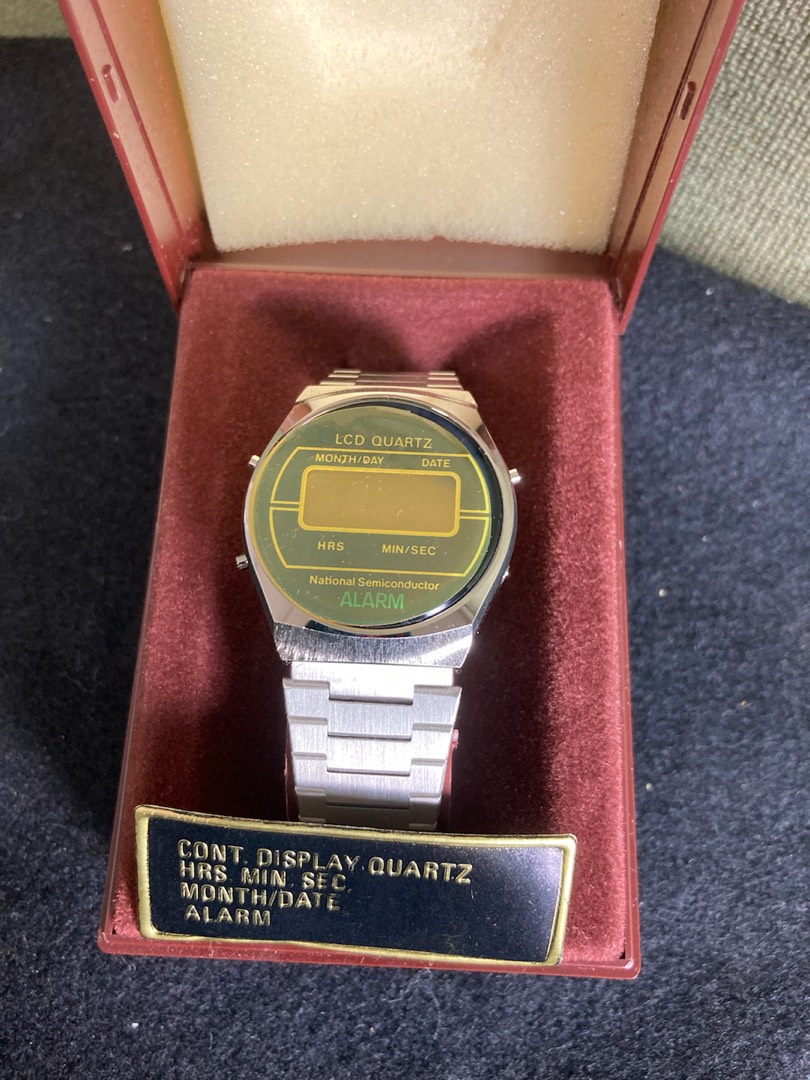 LCD QUARTZ
MONTH/DAY DATE
HRS MIN/SEC
National Semiconductor
ALARM
CONT. DISPLAY QUARTZ
HRS MIN. SEC.
MONTH/DATE
ALARM